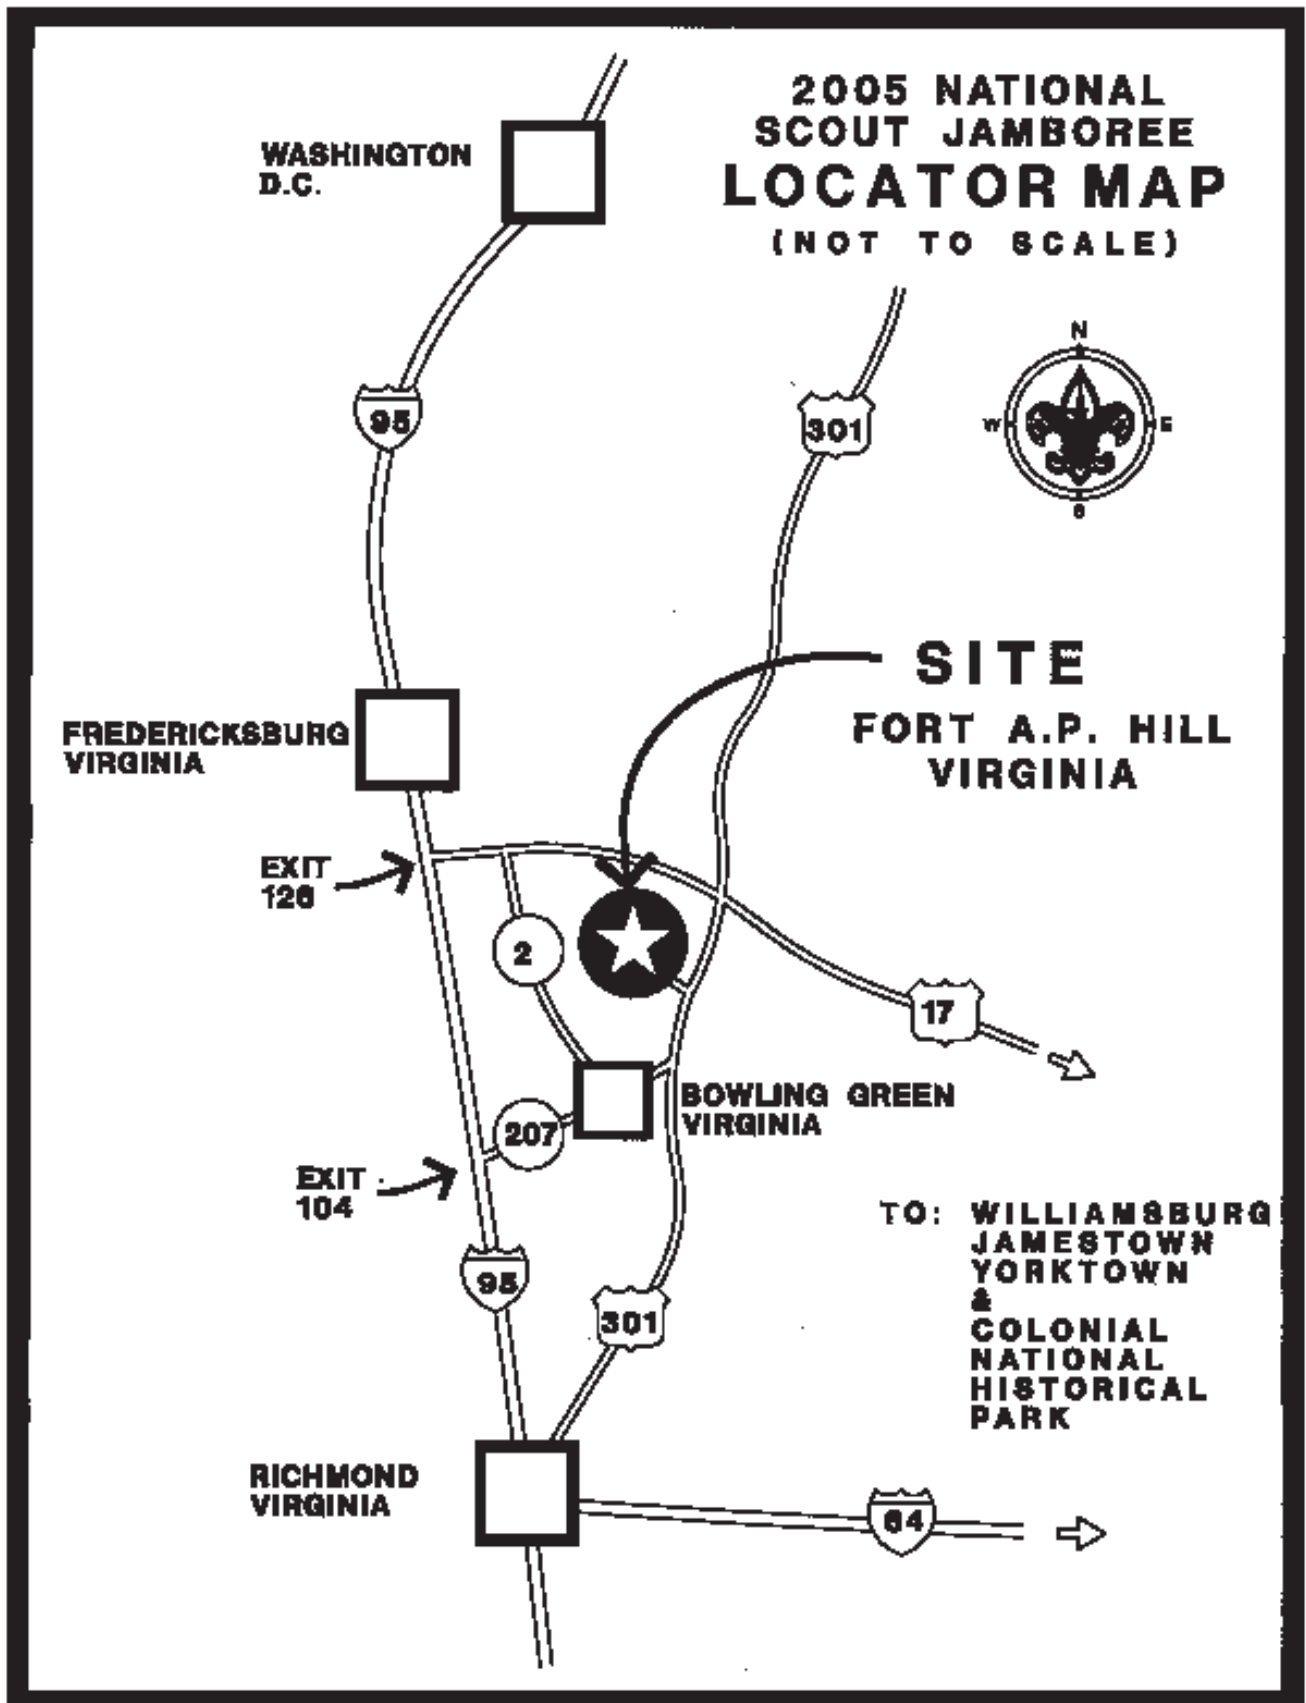 2005 NATIONAL
SCOUT JAMBOREE
LOCATOR MAP
(NOT TO SCALE)
WASHINGTON
D.C.
N
W
E
S
95
301
SITE
FORT A.P. HILL
VIRGINIA
FREDERICKSBURG
VIRGINIA
EXIT
126
2
17
BOWLING GREEN
VIRGINIA
207
EXIT
104
TO: WILLIAMSBURG
JAMESTOWN
YORKTOWN
&
COLONIAL
NATIONAL
HISTORICAL
PARK
95
301
RICHMOND
VIRGINIA
64